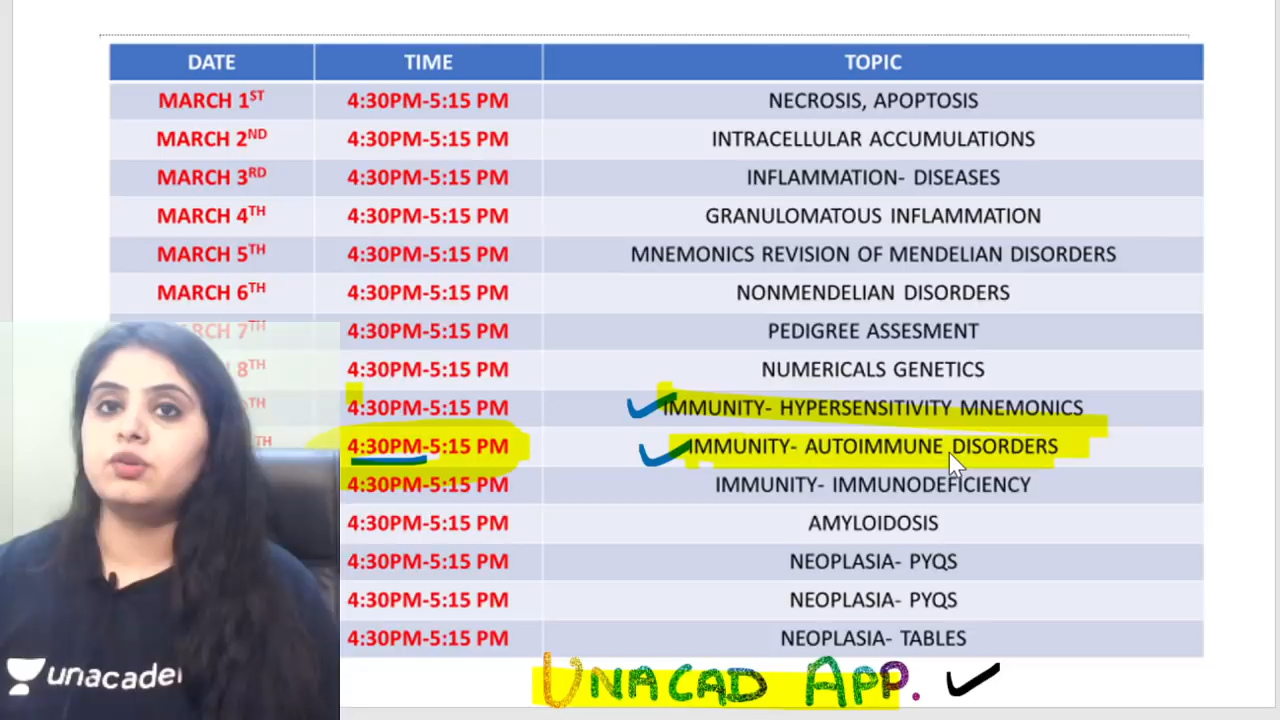 DATE TIME TOPIC
MARCH 1ST 4:30PM-5:15 PM NECROSIS, APOPTOSIS
MARCH 2ND 4:30PM-5:15 PM INTRACELLULAR ACCUMULATIONS
MARCH 3RD 4:30PM-5:15 PM INFLAMMATION- DISEASES
MARCH 4TH 4:30PM-5:15 PM GRANULOMATOUS INFLAMMATION
MARCH 5TH 4:30PM-5:15 PM MNEMONICS REVISION OF MENDELIAN DISORDERS
MARCH 6TH 4:30PM-5:15 PM NONMENDELIAN DISORDERS
RCH 7TH 4:30PM-5:15 PM PEDIGREE ASSESMENT
8TH 4:30PM-5:15 PM NUMERICALS GENETICS
TH 4:30PM-5:15 PM IMMUNITY- HYPERSENSITIVITY MNEMONICS
TH 4:30PM-5:15 PM IMMUNITY- AUTOIMMUNE DISORDERS
4:30PM-5:15 PM IMMUNITY- IMMUNODEFICIENCY
4:30PM-5:15 PM AMYLOIDOSIS
4:30PM-5:15 PM NEOPLASIA- PYQS
4:30PM-5:15 PM NEOPLASIA- PYQS
4:30PM-5:15 PM NEOPLASIA- TABLES
UNACAD APP.
unacade